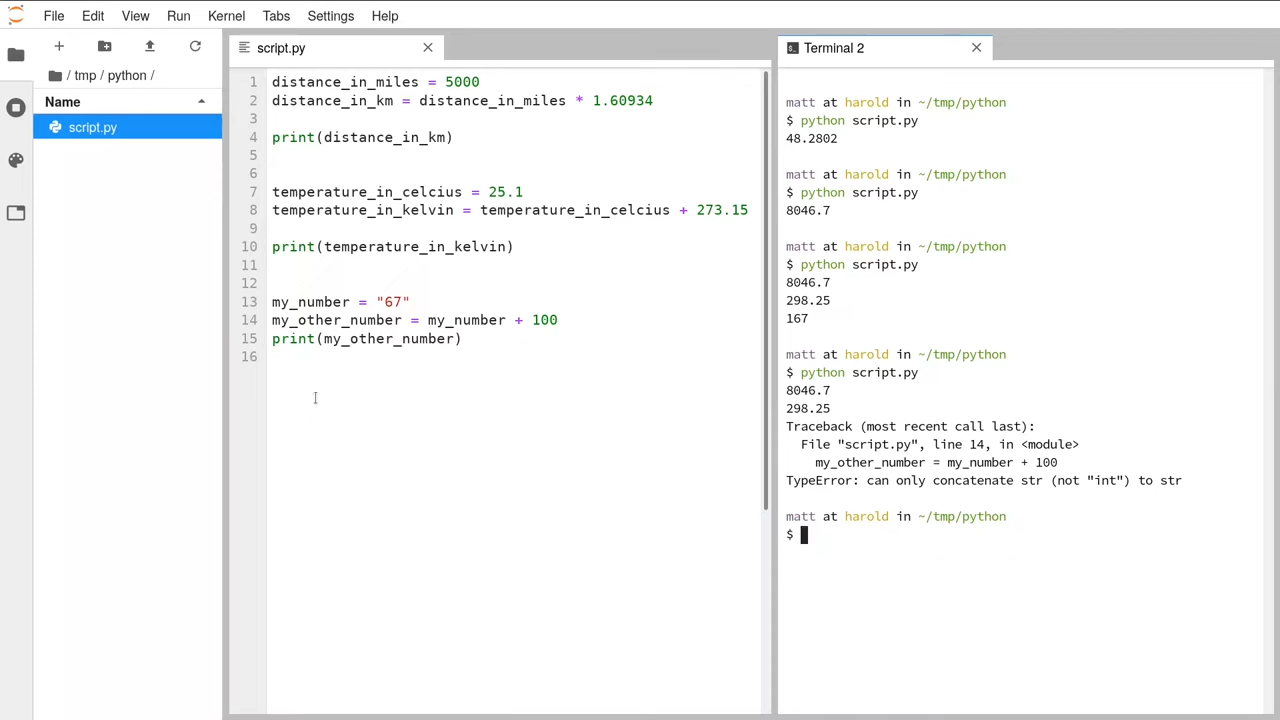 File Edit View Run Kernel Tabs Settings Help
/ tmp / python /
Name
script.py
script.py
1 distance_in_miles = 5000
2 distance_in_km = distance_in_miles * 1.60934
3
4 print(distance_in_km)
5
6
7 temperature_in_celcius = 25.1
8 temperature_in_kelvin = temperature_in_celcius + 273.15
9
10 print(temperature_in_kelvin)
11
12
13 my_number = "67"
14 my_other_number = my_number + 100
15 print(my_other_number)
16
Terminal 2
matt at harold in ~/tmp/python
$ python script.py
48.2802
matt at harold in ~/tmp/python
$ python script.py
8046.7
matt at harold in ~/tmp/python
$ python script.py
8046.7
298.25
167
matt at harold in ~/tmp/python
$ python script.py
8046.7
298.25
Traceback (most recent call last):
File "script.py", line 14, in <module>
my_other_number = my_number + 100
TypeError: can only concatenate str (not "int") to str
matt at harold in ~/tmp/python
$